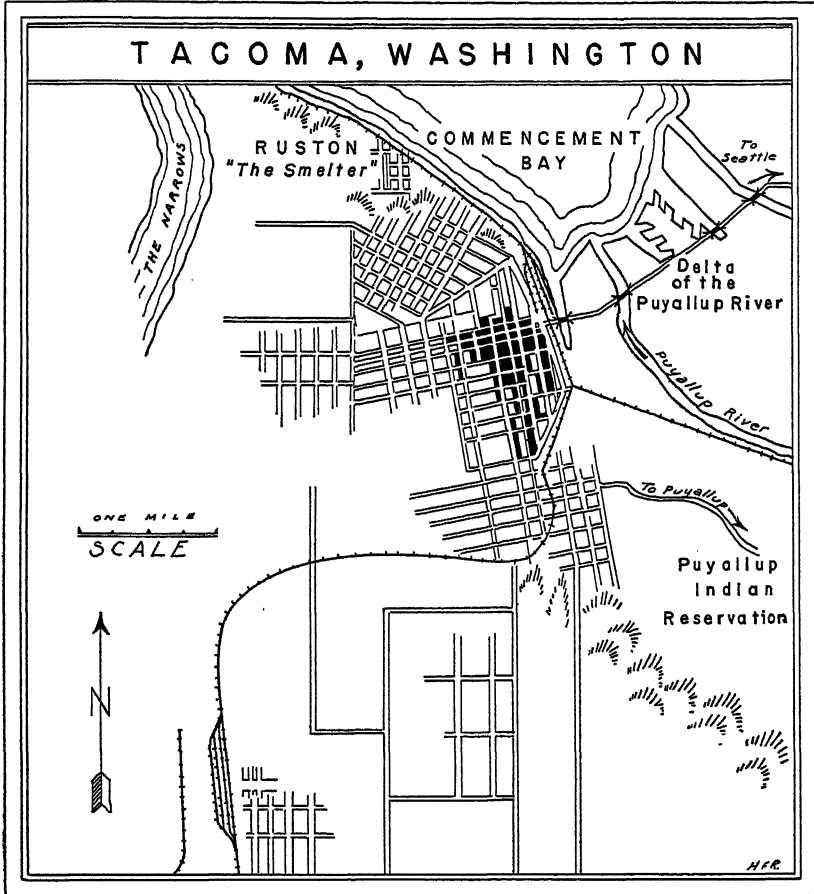 TACOMA, WASHINGTON
THE NARROWS
RUSTON
"The Smelter"
COMMENCEMENT
BAY
To
Seattle
Delta
of the
Puyallup River
Puyallup River
To Puyallup
ONE MILE
SCALE
Puyallup
Indian
Reservation
N
HFR.